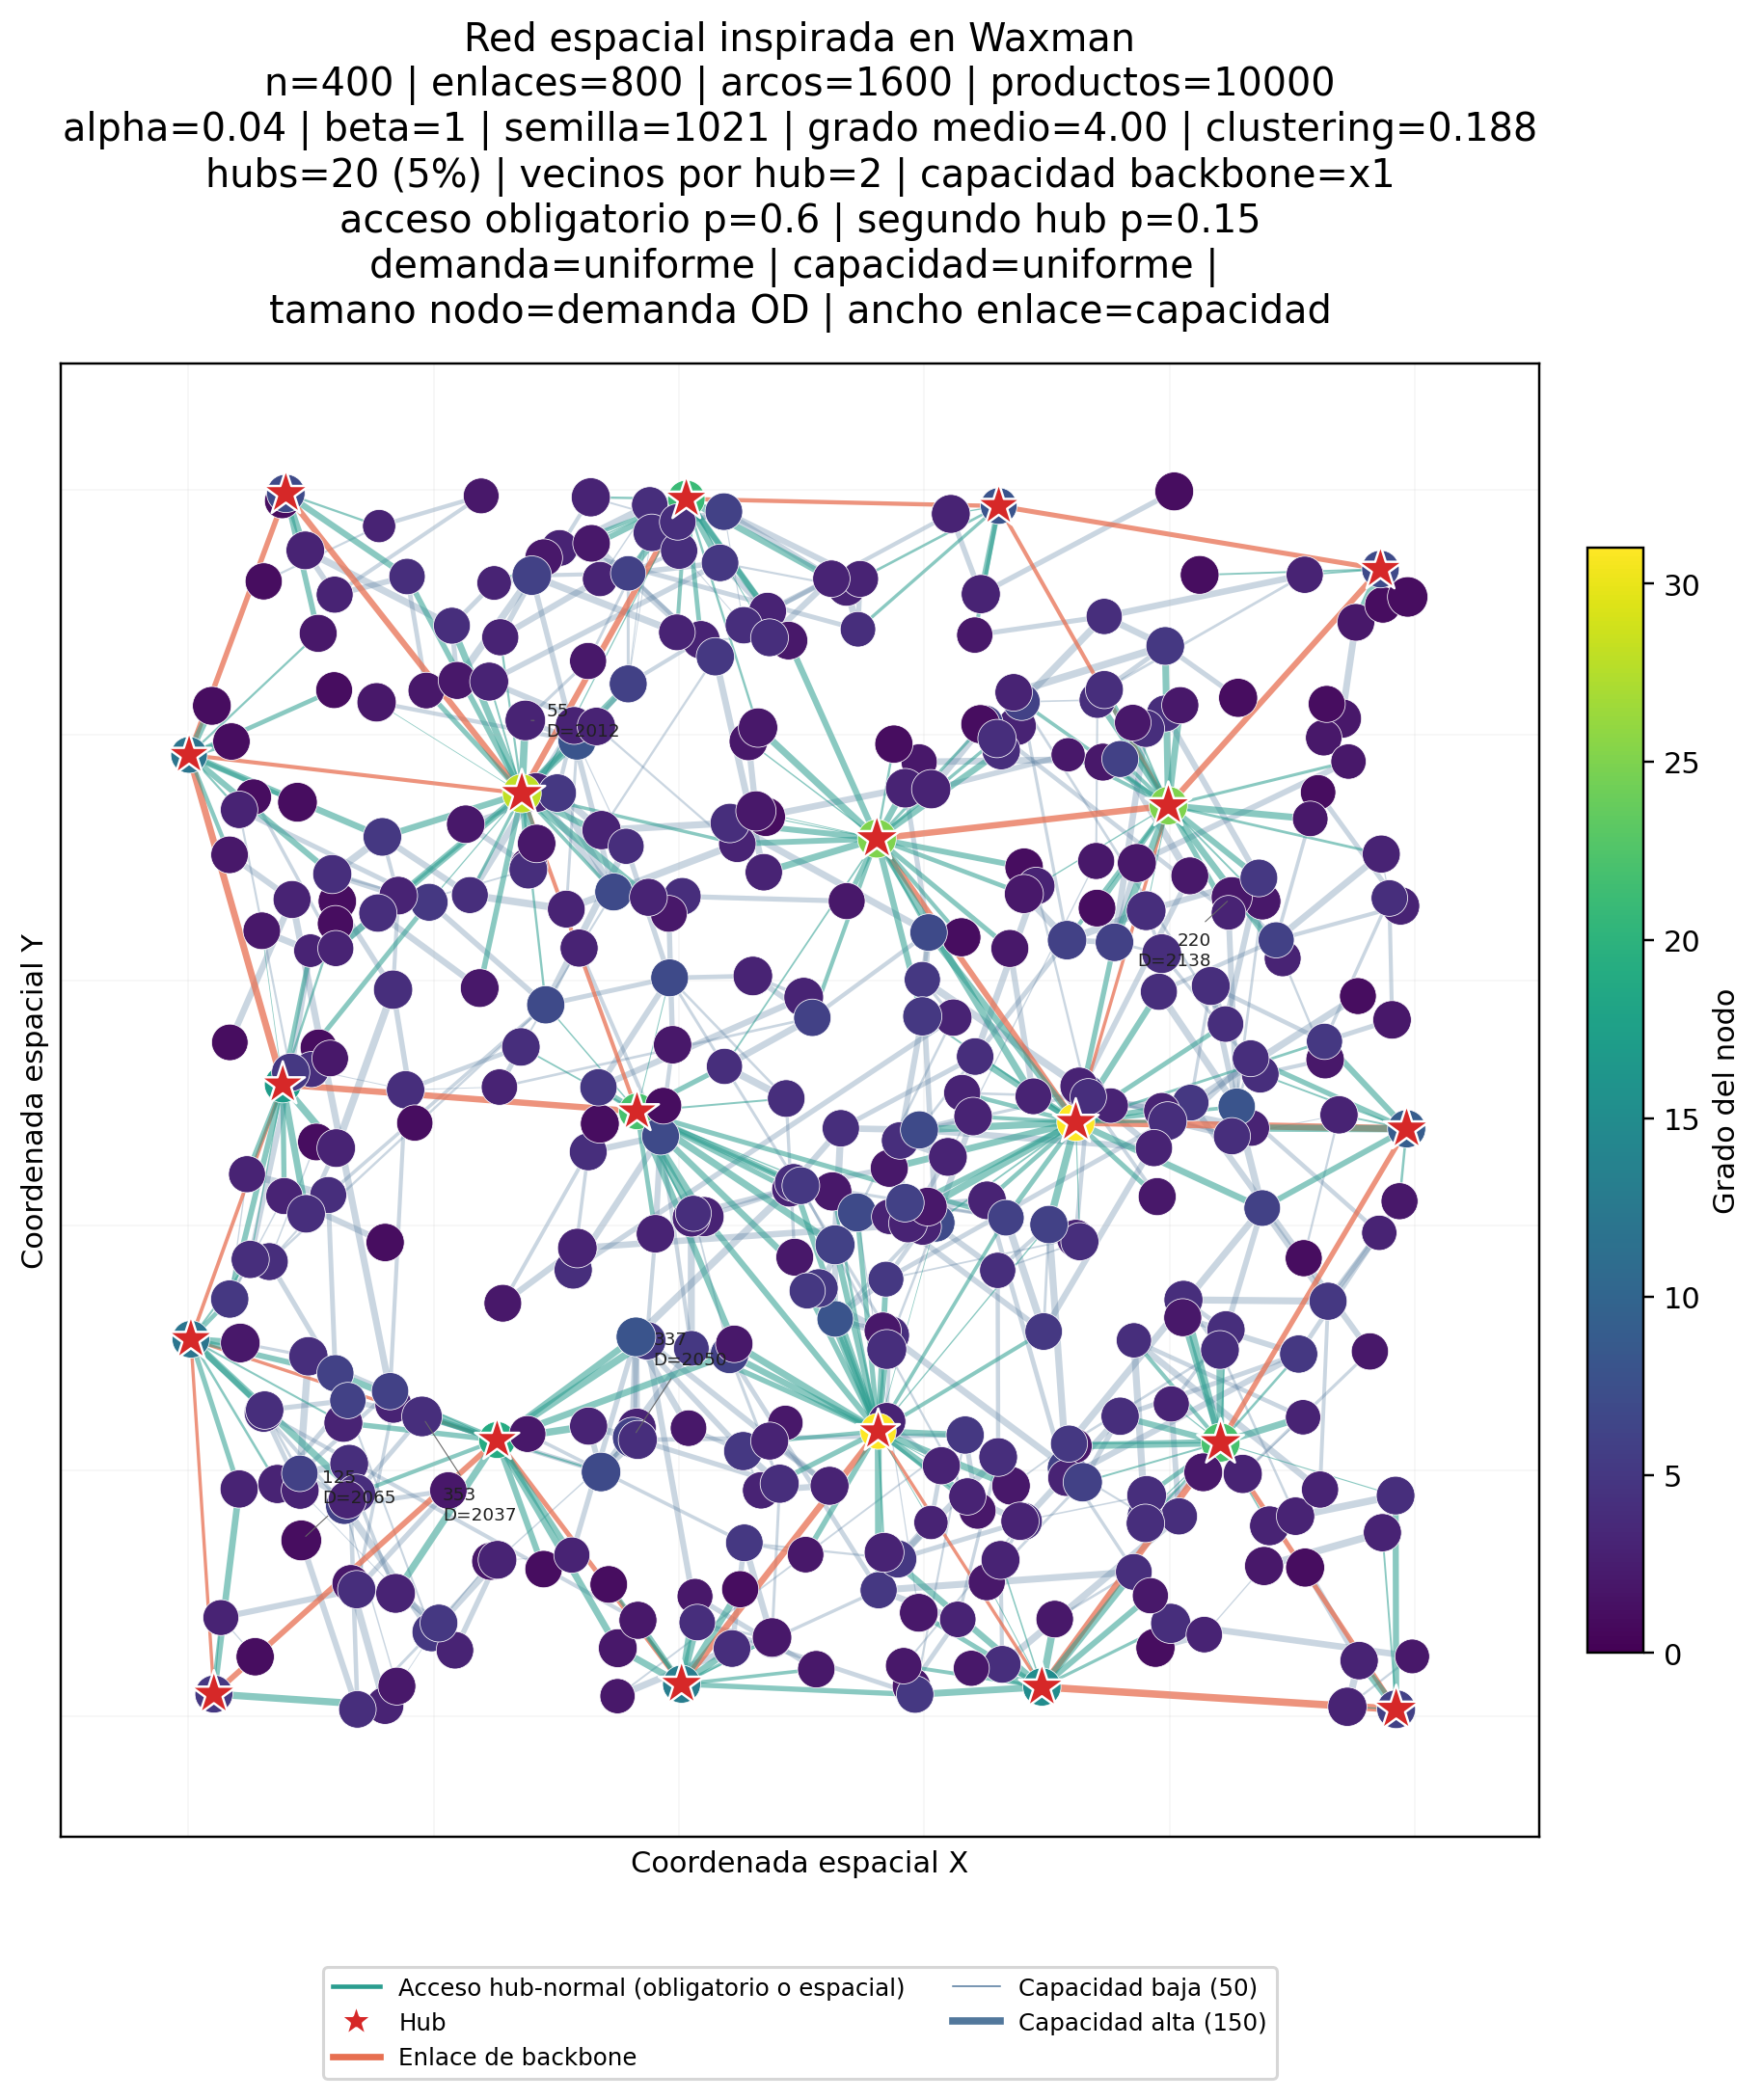 Red espacial inspirada en Waxman
n=400 | enlaces=800 | arcos=1600 | productos=10000
alpha=0.04 | beta=1 | semilla=1021 | grado medio=4.00 | clustering=0.188
hubs=20 (5%) | vecinos por hub=2 | capacidad backbone=x1
acceso obligatorio p=0.6 | segundo hub p=0.15
demanda=uniforme | capacidad=uniforme |
tamano nodo=demanda OD | ancho enlace=capacidad
55
D=2012
220
D=2138
337
D=2050
125
D=2065
353
D=2037
Coordenada espacial Y
Coordenada espacial X
30
25
20
15
10
5
0
Grado del nodo
Acceso hub-normal (obligatorio o espacial)
Hub
Enlace de backbone
Capacidad baja (50)
Capacidad alta (150)